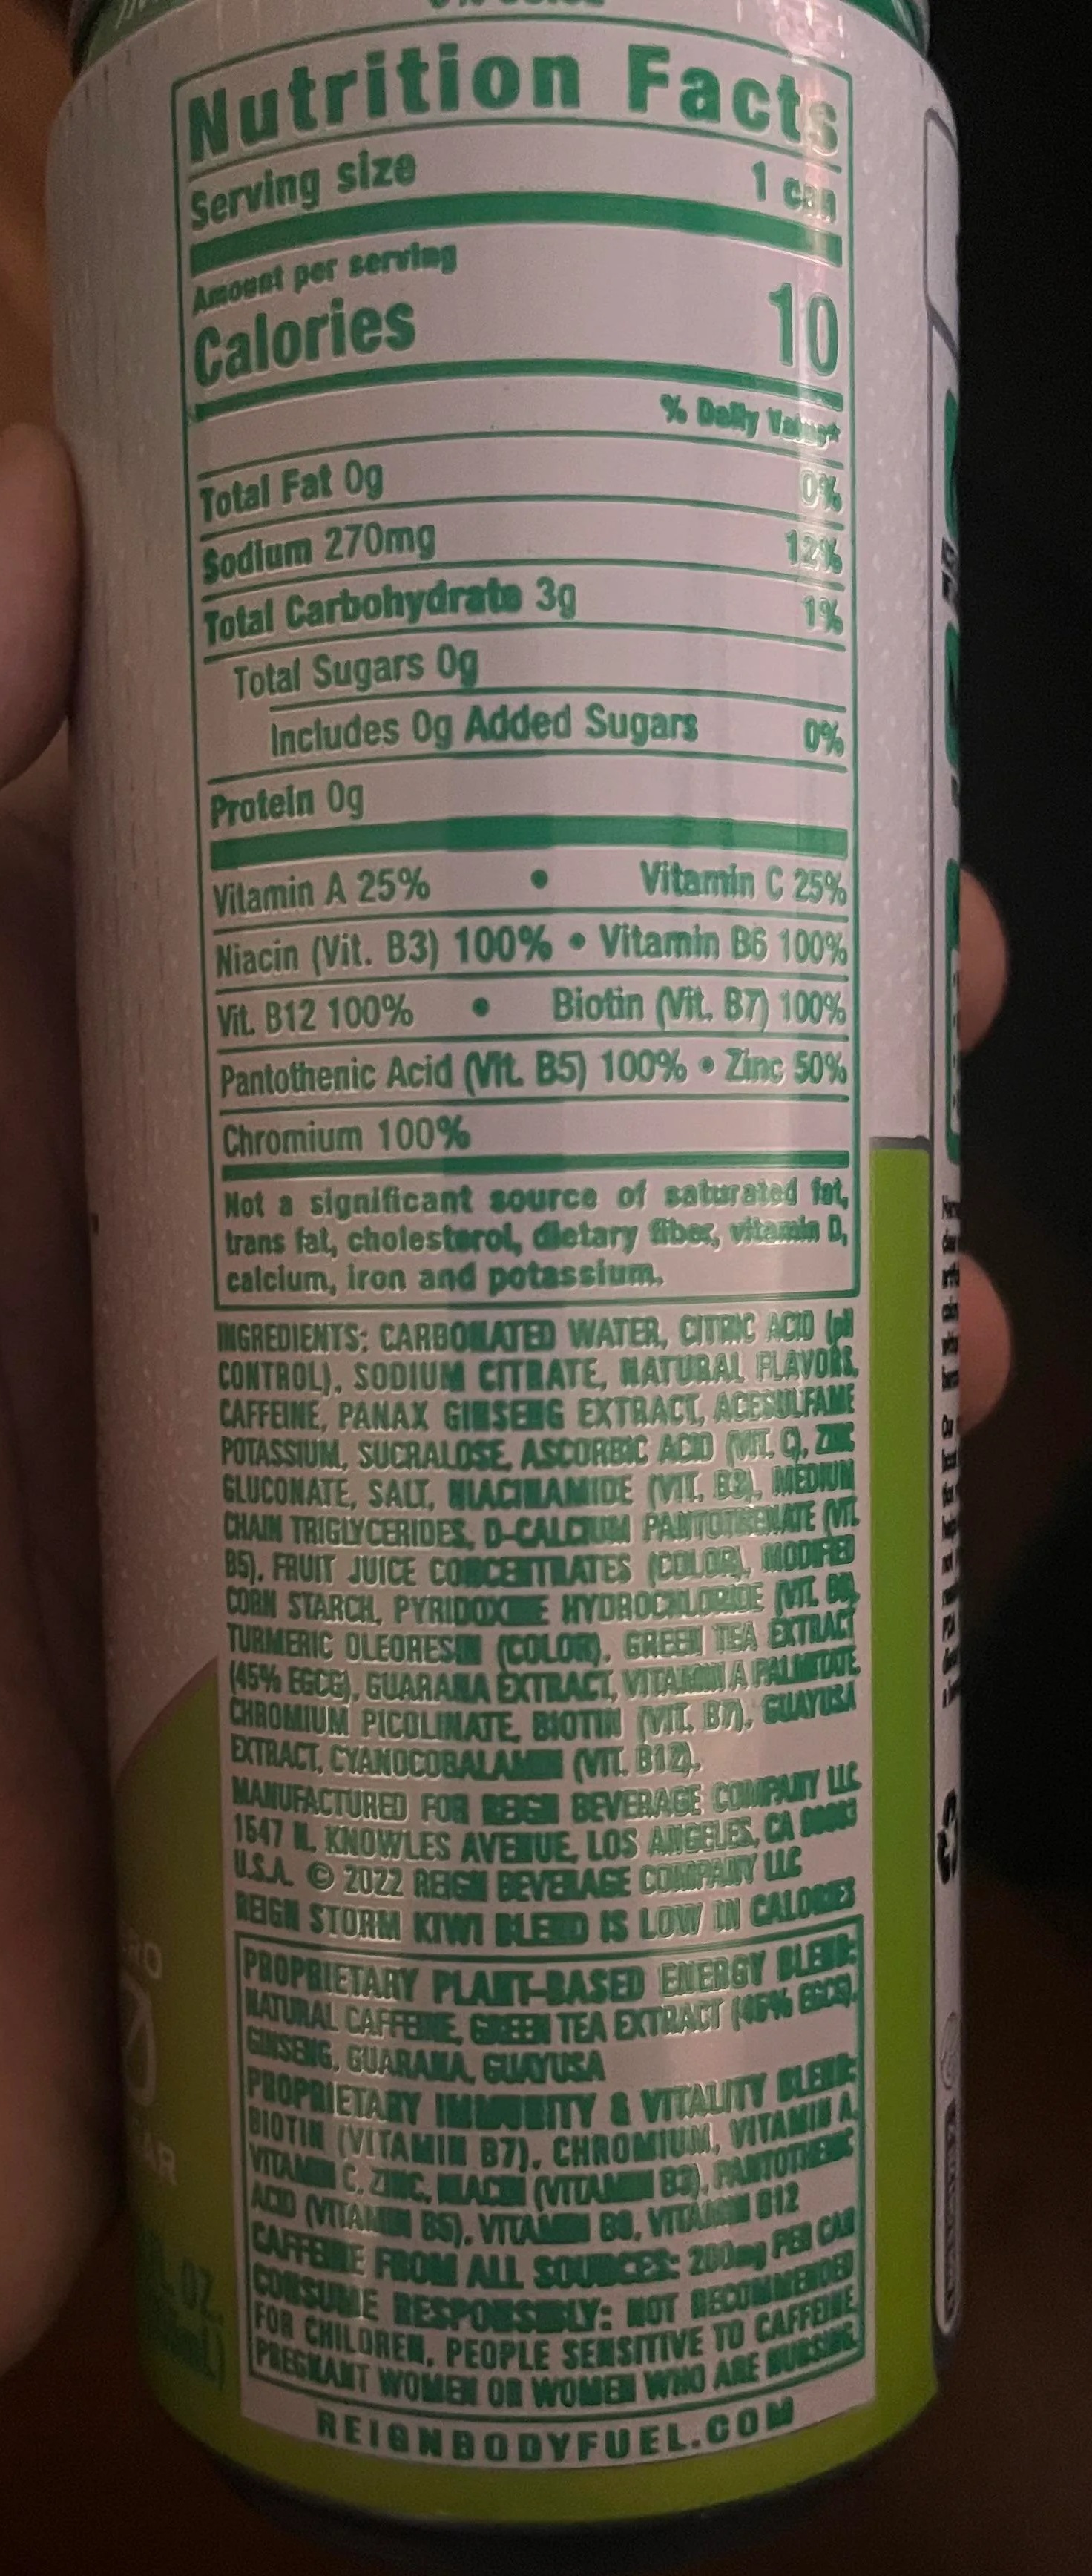 Nutrition Facts
Serving size 1 can
Amount per serving
Calories 10
% Daily Value*
Total Fat 0g 0%
Sodium 270mg 12%
Total Carbohydrate 3g 1%
Total Sugars 0g
Includes 0g Added Sugars 0%
Protein 0g
Vitamin A 25% • Vitamin C 25%
Niacin (Vit. B3) 100% • Vitamin B6 100%
Vit. B12 100% • Biotin (Vit. B7) 100%
Pantothenic Acid (Vit. B5) 100% • Zinc 50%
Chromium 100%
Not a significant source of saturated fat,
trans fat, cholesterol, dietary fiber, vitamin D,
calcium, iron and potassium.
INGREDIENTS: CARBONATED WATER, CITRIC ACID (pH
CONTROL), SODIUM CITRATE, NATURAL FLAVORS,
CAFFEINE, PANAX GINSENG EXTRACT, ACESULFAME
POTASSIUM, SUCRALOSE, ASCORBIC ACID (VIT. C), ZINC
GLUCONATE, SALT, NIACINAMIDE (VIT. B3), MEDIUM
CHAIN TRIGLYCERIDES, D-CALCIUM PANTOTHENATE (VIT.
B5), FRUIT JUICE CONCENTRATES (COLOR), MODIFIED
CORN STARCH, PYRIDOXINE HYDROCHLORIDE (VIT. B6),
TURMERIC OLEORESIN (COLOR), GREEN TEA EXTRACT
(45% EGCG), GUARANA EXTRACT, VITAMIN A PALMITATE,
CHROMIUM PICOLINATE, BIOTIN (VIT. B7), GUAYUSA
EXTRACT, CYANOCOBALAMIN (VIT. B12).
MANUFACTURED FOR REIGN BEVERAGE COMPANY LLC
1547 N. KNOWLES AVENUE, LOS ANGELES, CA
U.S.A. © 2022 REIGN BEVERAGE COMPANY LLC
REIGN STORM KIWI BLEND IS LOW IN CALORIES
PROPRIETARY PLANT-BASED ENERGY BLEND:
NATURAL CAFFEINE, GREEN TEA EXTRACT (45% EGCG),
GINSENG, GUARANA, GUAYUSA
PROPRIETARY IMMUNITY & VITALITY BLEND:
BIOTIN (VITAMIN B7), CHROMIUM, VITAMIN A,
VITAMIN C, ZINC, NIACIN (VITAMIN B3), PANTOTHENIC
ACID (VITAMIN B5), VITAMIN B6, VITAMIN B12
CAFFEINE FROM ALL SOURCES: 200mg PER CAN
CONSUME RESPONSIBLY: NOT RECOMMENDED
FOR CHILDREN, PEOPLE SENSITIVE TO CAFFEINE,
PREGNANT WOMEN OR WOMEN WHO ARE NURSING.
REIGNBODYFUEL.COM